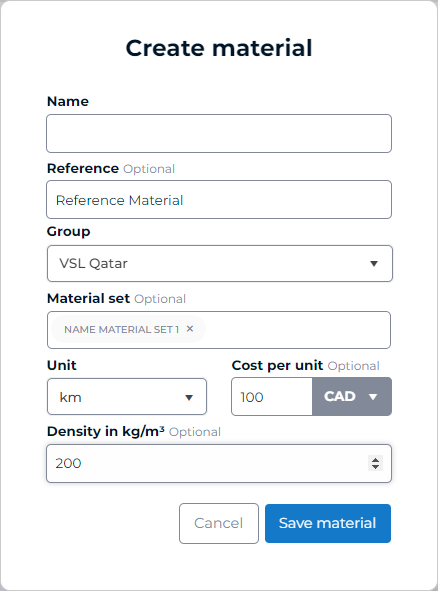 Create material
Name
Reference Optional
Reference Material
Group
VSL Qatar
Material set Optional
NAME MATERIAL SET 1 ×
Unit
Cost per unit Optional
km
100
CAD
Density in kg/m³ Optional
200
Cancel
Save material